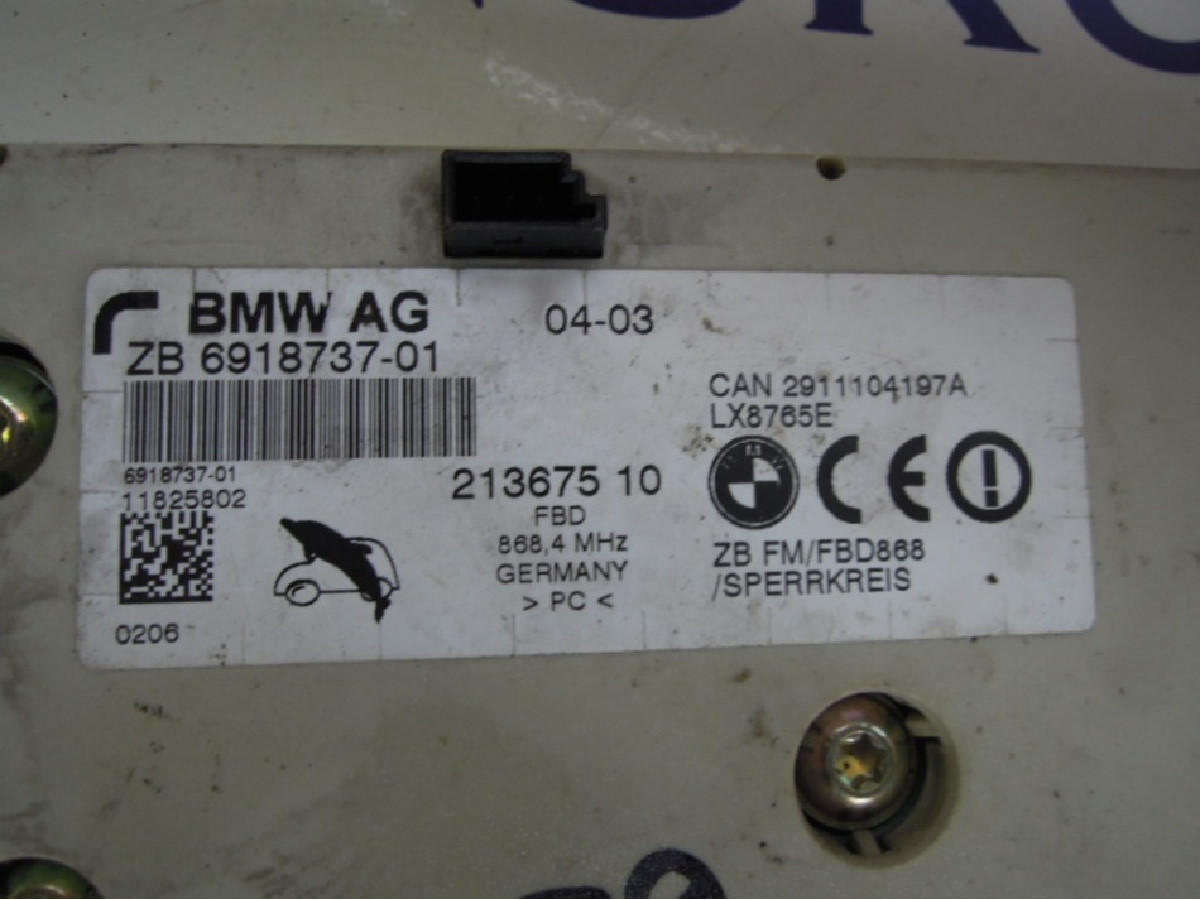 BMW AG
04-03
ZB 6918737-01
CAN 2911104197A
LX8765E
6918737-01
11825802
213675 10
FBD
868,4 MHz
GERMANY
> PC <
CE
ZB FM/FBD868
/SPERRKREIS
0206